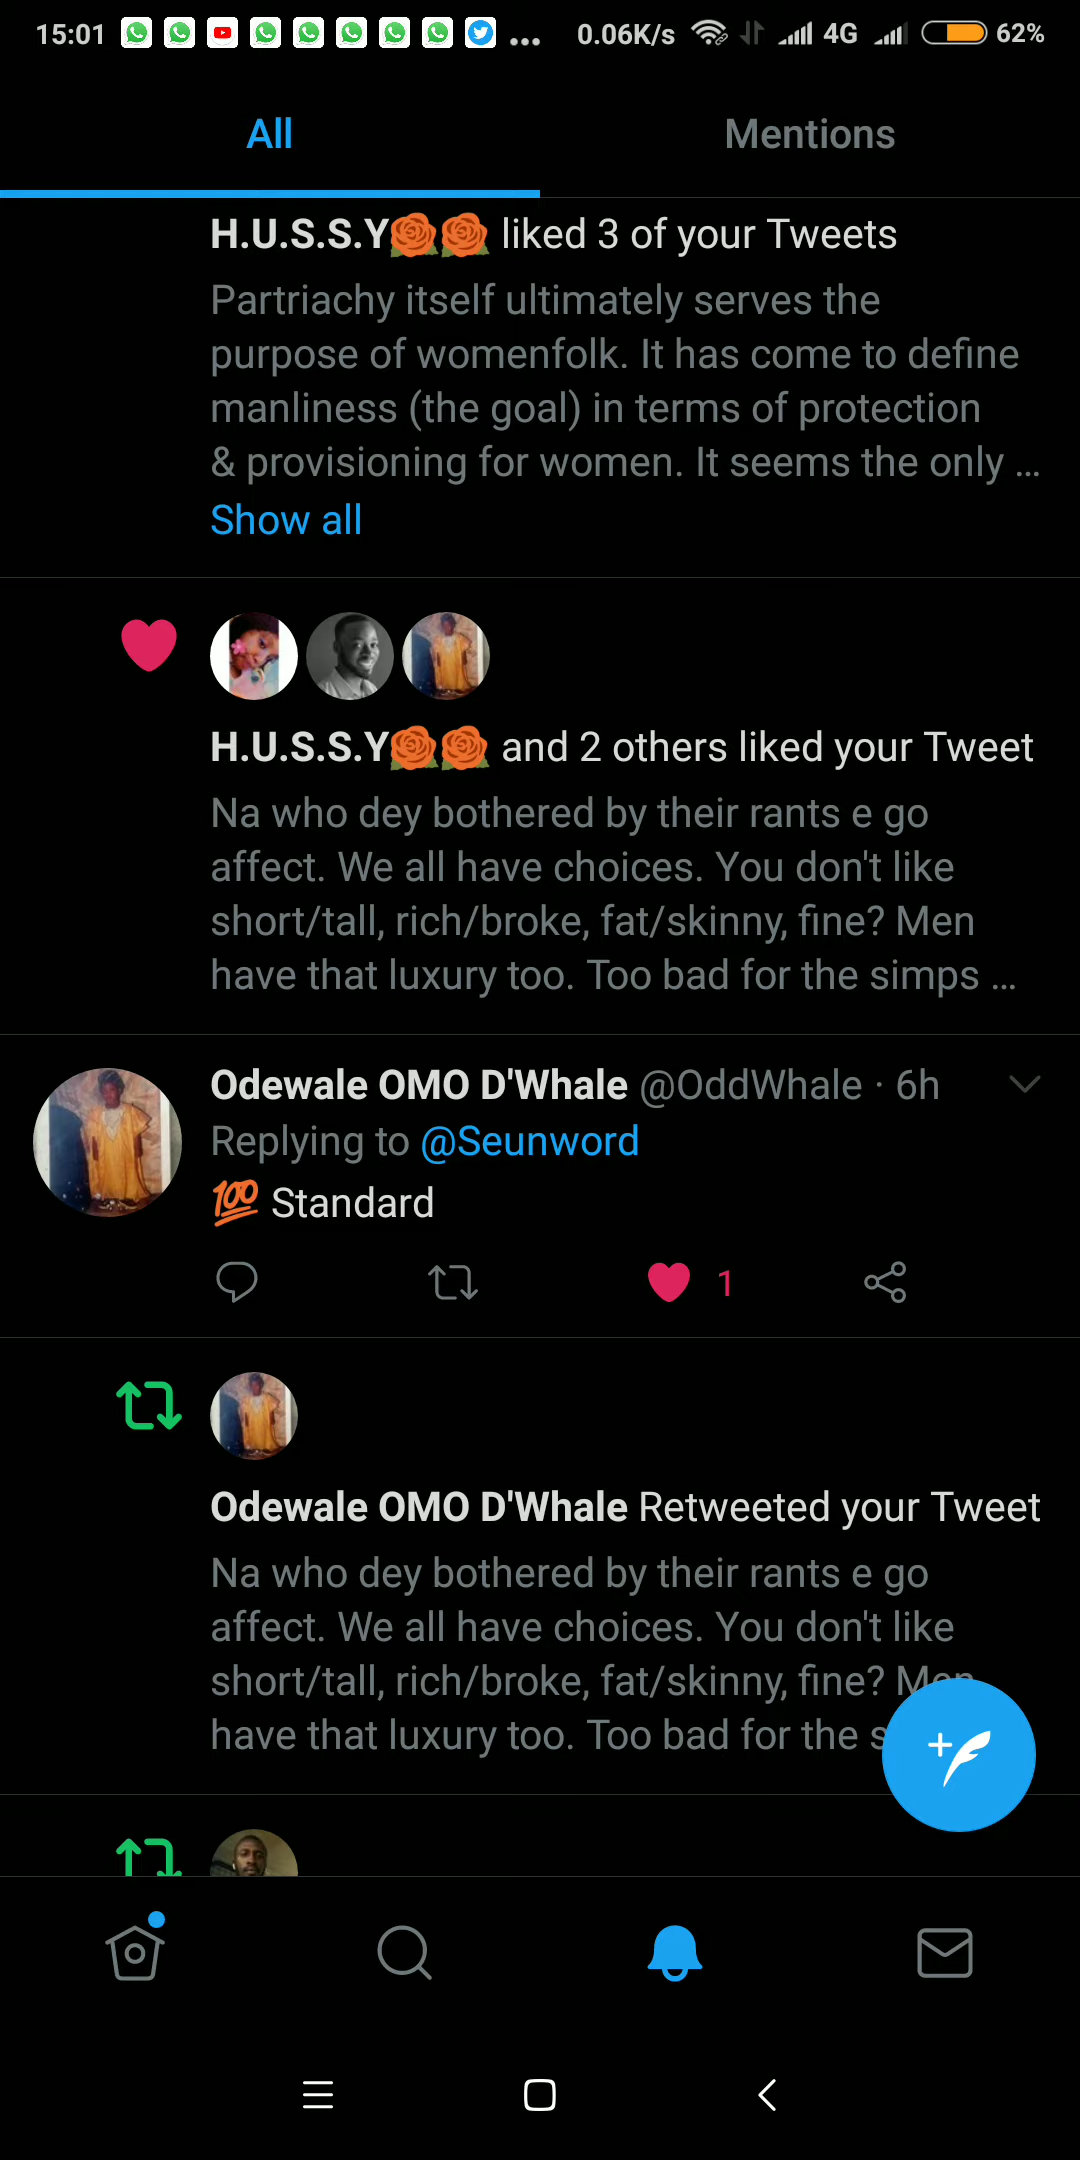 15:01 ... 0.06K/s 4G 62%
All Mentions
H.U.S.S.Y🌹🌹 liked 3 of your Tweets
Partriachy itself ultimately serves the
purpose of womenfolk. It has come to define
manliness (the goal) in terms of protection
& provisioning for women. It seems the only ...
Show all
H.U.S.S.Y🌹🌹 and 2 others liked your Tweet
Na who dey bothered by their rants e go
affect. We all have choices. You don't like
short/tall, rich/broke, fat/skinny, fine? Men
have that luxury too. Too bad for the simps ...
Odewale OMO D'Whale @OddWhale · 6h
Replying to @Seunword
💯 Standard
1
Odewale OMO D'Whale Retweeted your Tweet
Na who dey bothered by their rants e go
affect. We all have choices. You don't like
short/tall, rich/broke, fat/skinny, fine? Men
have that luxury too. Too bad for the s